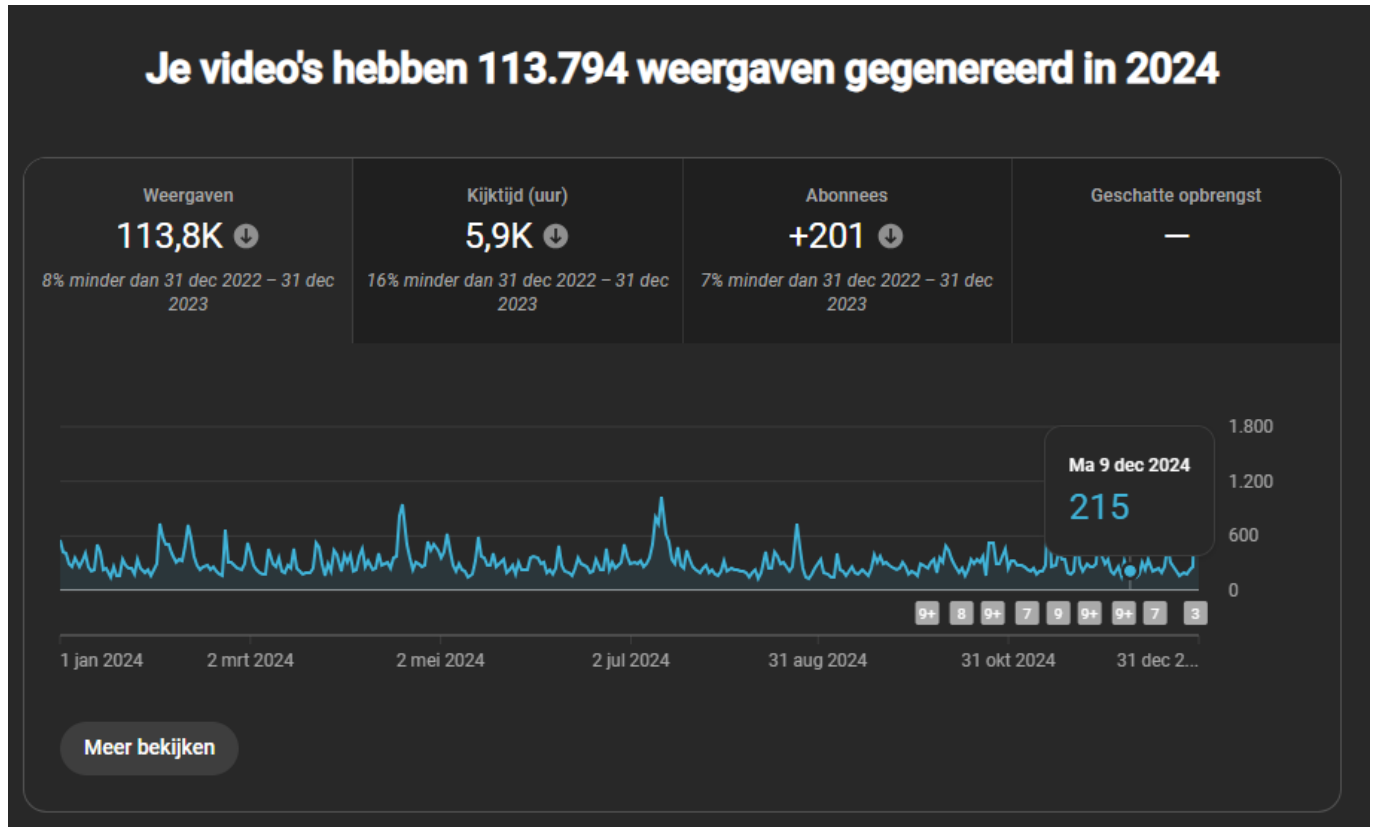 Je video's hebben 113.794 weergaven gegenereerd in 2024
Weergaven
113,8K
8% minder dan 31 dec 2022 – 31 dec
2023
Kijktijd (uur)
5,9K
16% minder dan 31 dec 2022 – 31 dec
2023
Abonnees
+201
7% minder dan 31 dec 2022 – 31 dec
2023
Geschatte opbrengst
—
1.800
1.200
600
0
Ma 9 dec 2024
215
9+ 8 9+ 7 9 9+ 9+ 7 3
1 jan 2024 2 mrt 2024 2 mei 2024 2 jul 2024 31 aug 2024 31 okt 2024 31 dec 2...
Meer bekijken